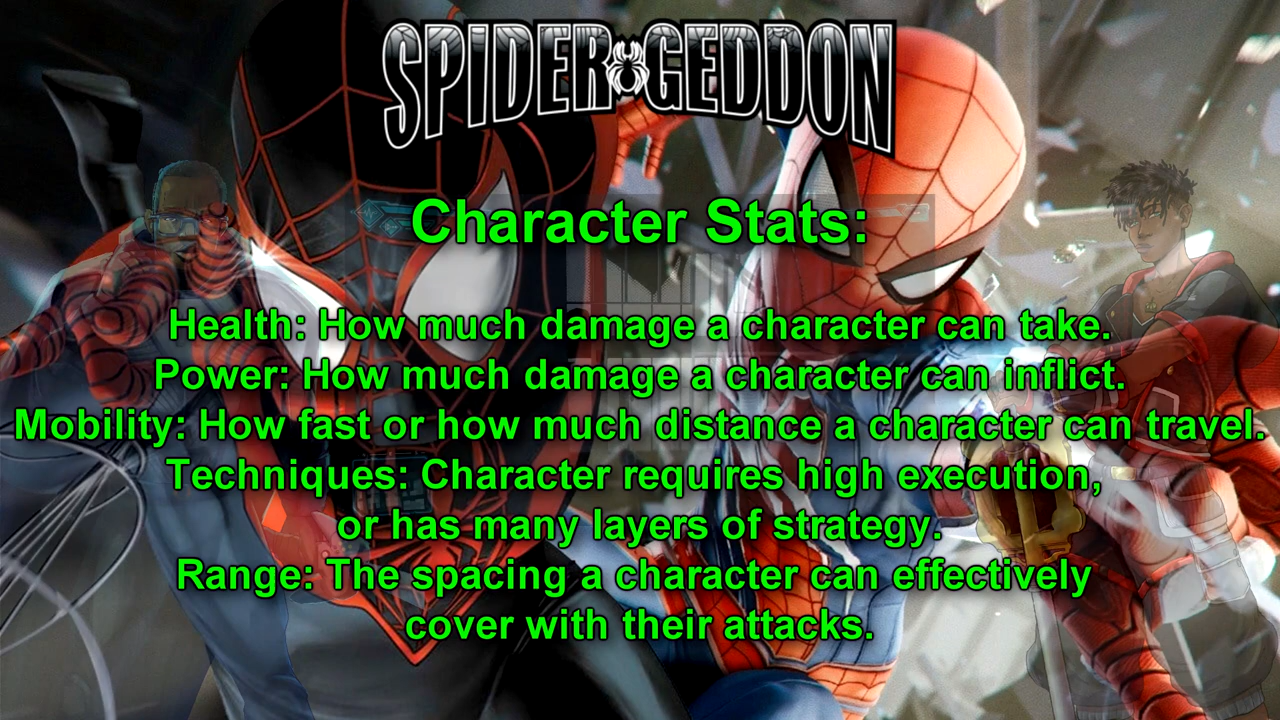 SPIDER GEDDON
Character Stats:
Health: How much damage a character can take.
Power: How much damage a character can inflict.
Mobility: How fast or how much distance a character can travel.
Techniques: Character requires high execution,
or has many layers of strategy.
Range: The spacing a character can effectively
cover with their attacks.